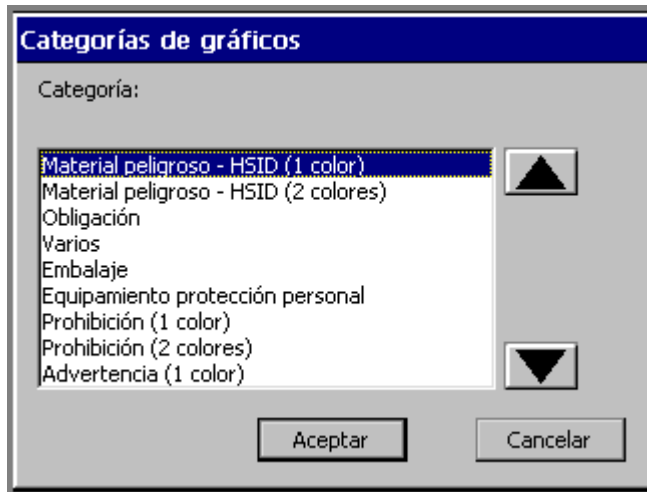 Categorías de gráficos
Categoría:
Material peligroso - HSID (1 color)
Material peligroso - HSID (2 colores)
Obligación
Varios
Embalaje
Equipamiento protección personal
Prohibición (1 color)
Prohibición (2 colores)
Advertencia (1 color)
Aceptar
Cancelar